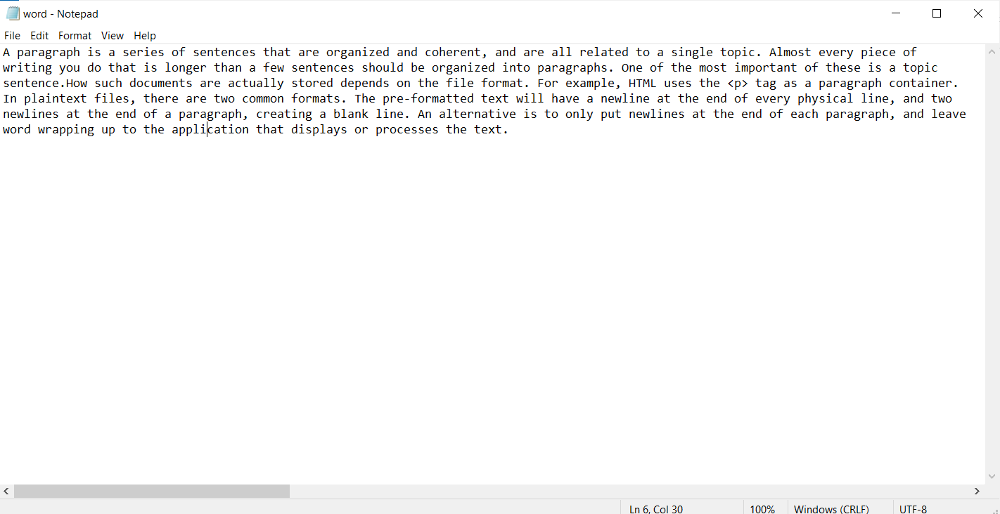 word - Notepad
File Edit Format View Help
A paragraph is a series of sentences that are organized and coherent, and are all related to a single topic. Almost every piece of
writing you do that is longer than a few sentences should be organized into paragraphs. One of the most important of these is a topic
sentence.How such documents are actually stored depends on the file format. For example, HTML uses the <p> tag as a paragraph container.
In plaintext files, there are two common formats. The pre-formatted text will have a newline at the end of every physical line, and two
newlines at the end of a paragraph, creating a blank line. An alternative is to only put newlines at the end of each paragraph, and leave
word wrapping up to the application that displays or processes the text.
Ln 6, Col 30 100% Windows (CRLF) UTF-8